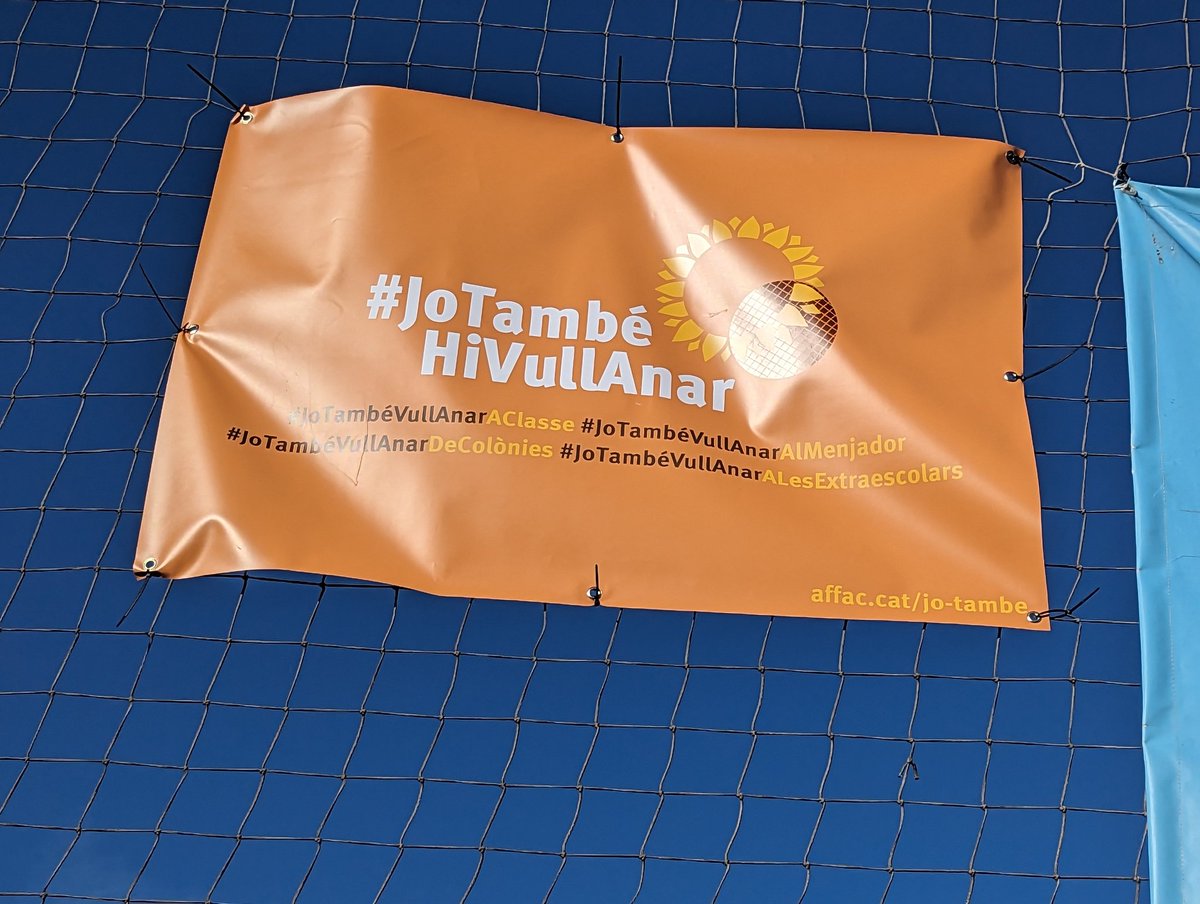 #JoTambé
HiVullAnar
#JoTambéVullAnarAClasse #JoTambéVullAnarAlMenjador
#JoTambéVullAnarDeColònies #JoTambéVullAnarALesExtraescolars
affac.cat/jo-tambe